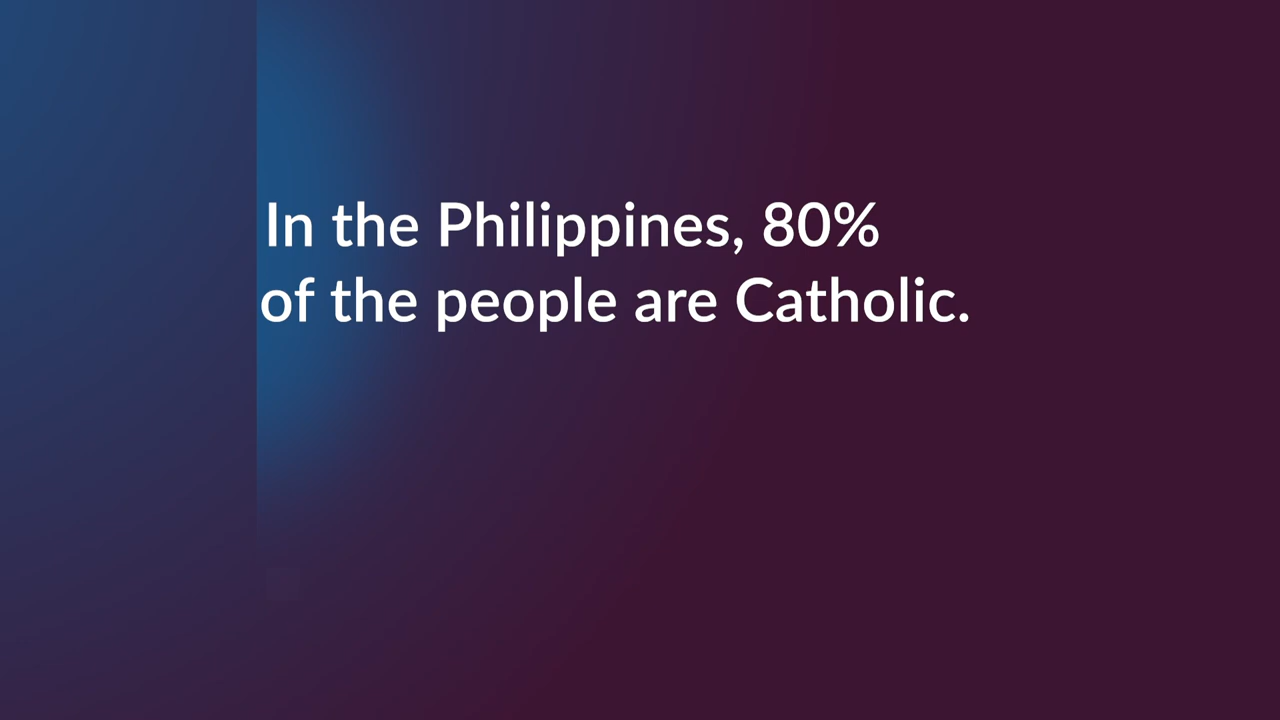 In the Philippines, 80%
of the people are Catholic.